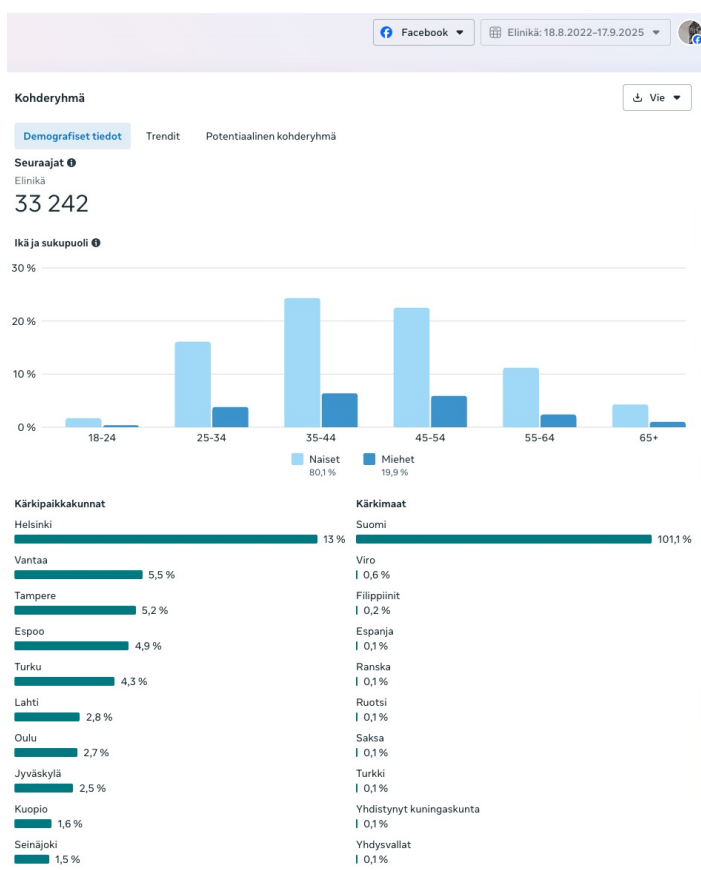 Facebook
Elinikä: 18.8.2022–17.9.2025
Kohderyhmä
Vie
Demografiset tiedot
Trendit
Potentiaalinen kohderyhmä
Seuraajat
Elinikä
33 242
Ikä ja sukupuoli
30 %
20 %
10 %
0 %
18-24
25-34
35-44
45-54
55-64
65+
Naiset
80,1 %
Miehet
19,9 %
Kärkipaikkakunnat
Helsinki
13 %
Vantaa
5,5 %
Tampere
5,2 %
Espoo
4,9 %
Turku
4,3 %
Lahti
2,8 %
Oulu
2,7 %
Jyväskylä
2,5 %
Kuopio
1,6 %
Seinäjoki
1,5 %
Kärkimaat
Suomi
101,1 %
Viro
0,6 %
Filippiinit
0,2 %
Espanja
0,1 %
Ranska
0,1 %
Ruotsi
0,1 %
Saksa
0,1 %
Turkki
0,1 %
Yhdistynyt kuningaskunta
0,1 %
Yhdysvallat
0,1 %